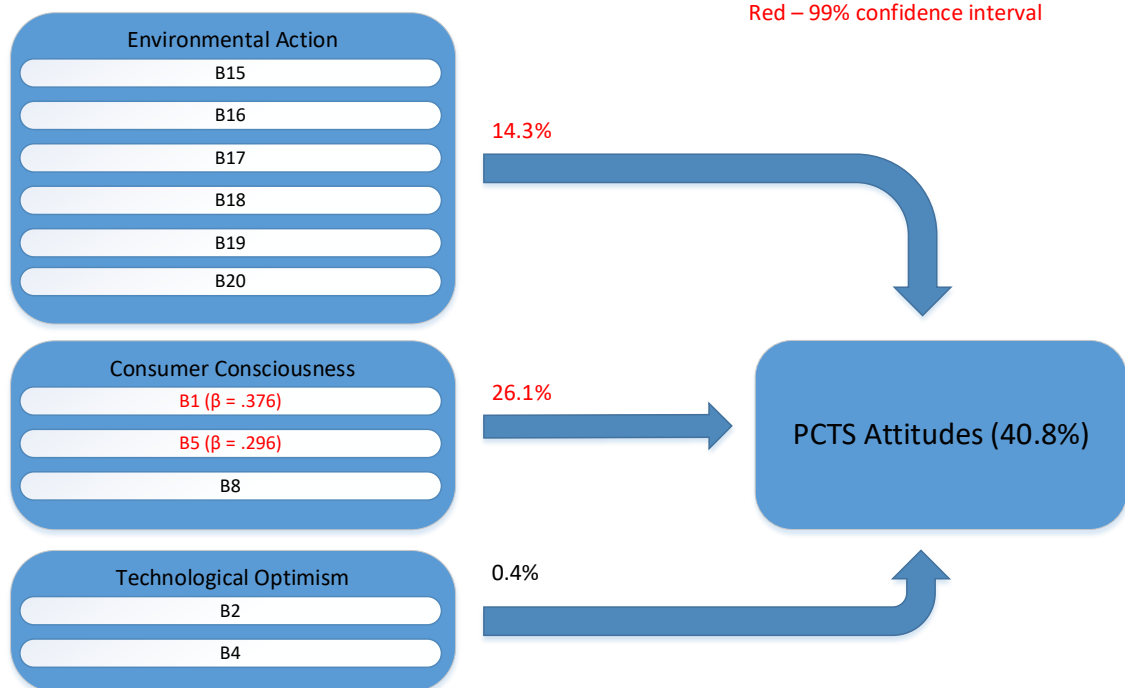 Red – 99% confidence interval
Environmental Action
B15
B16
B17
B18
B19
B20
14.3%
Consumer Consciousness
B1 (β = .376)
B5 (β = .296)
B8
26.1%
PCTS Attitudes (40.8%)
Technological Optimism
B2
B4
0.4%